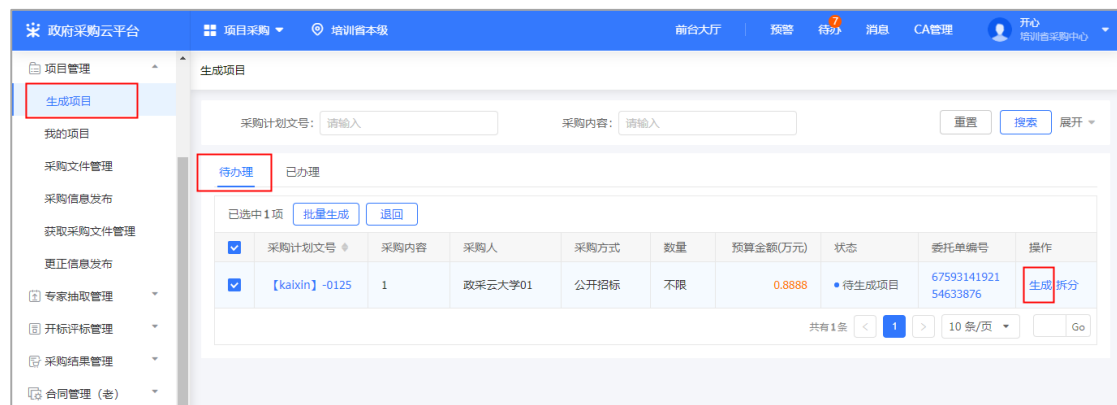 政府采购云平台 项目采购 培训省本级 前台大厅 预警 待办 7 消息 CA管理 开心
培训省采购中心
项目管理
生成项目
我的项目
采购文件管理
采购信息发布
获取采购文件管理
更正信息发布
专家抽取管理
开标评标管理
采购结果管理
合同管理（老）
生成项目
采购计划文号： 请输入 采购内容： 请输入 重置 搜索 展开
待办理 已办理
已选中1项 批量生成 退回
采购计划文号 采购内容 采购人 采购方式 数量 预算金额(万元) 状态 委托单编号 操作
【kaixin】-0125 1 政采云大学01 公开招标 不限 0.8888 待生成项目 67593141921 生成 拆分
54633876
共有1条 < 1 > 10 条/页 Go